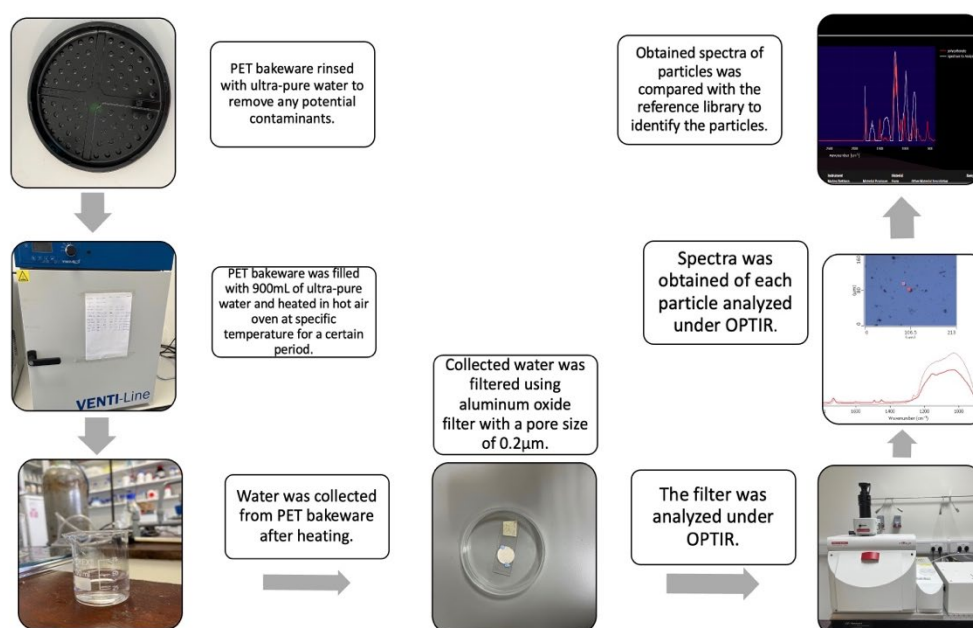 PET bakeware rinsed
with ultra-pure water to
remove any potential
contaminants.
PET bakeware was filled
with 900mL of ultra-pure
water and heated in hot air
oven at specific
temperature for a certain
period.
VENTI-Line
Water was collected
from PET bakeware
after heating.
Collected water was
filtered using
aluminum oxide
filter with a pore size
of 0.2µm.
The filter was
analyzed under
OPTIR.
Spectra was
obtained of each
particle analyzed
under OPTIR.
Obtained spectra of
particles was
compared with the
reference library to
identify the particles.